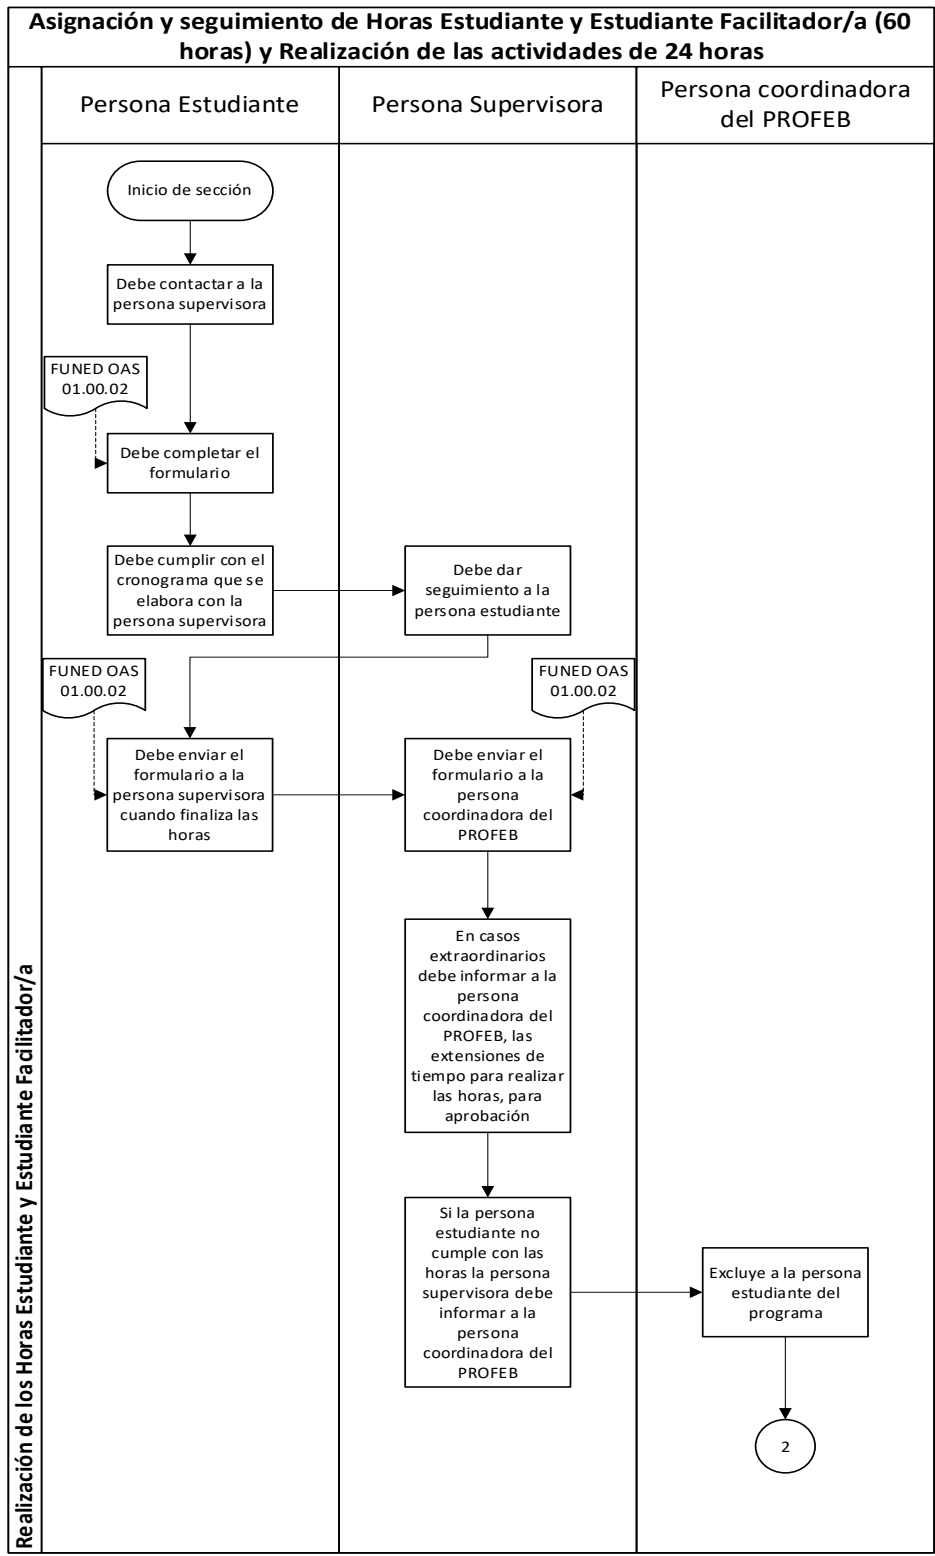 Asignación y seguimiento de Horas Estudiante y Estudiante Facilitador/a (60
horas) y Realización de las actividades de 24 horas
Persona Estudiante
Persona Supervisora
Persona coordinadora
del PROFEB
Realización de los Horas Estudiante y Estudiante Facilitador/a
Inicio de sección
Debe contactar a la
persona supervisora
FUNED OAS
01.00.02
Debe completar el
formulario
Debe cumplir con el
cronograma que se
elabora con la
persona supervisora
Debe dar
seguimiento a la
persona estudiante
FUNED OAS
01.00.02
FUNED OAS
01.00.02
Debe enviar el
formulario a la
persona supervisora
cuando finaliza las
horas
Debe enviar el
formulario a la
persona
coordinadora del
PROFEB
En casos
extraordinarios
debe informar a la
persona
coordinadora del
PROFEB, las
extensiones de
tiempo para realizar
las horas, para
aprobación
Si la persona
estudiante no
cumple con las
horas la persona
supervisora debe
informar a la
persona
coordinadora del
PROFEB
Excluye a la persona
estudiante del
programa
2